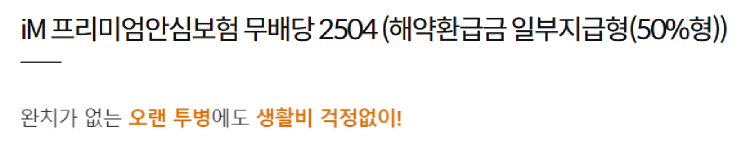 iM 프리미엄안심보험 무배당 2504 (해약환급금 일부지급형(50%형))
완치가 없는 오랜 투병에도 생활비 걱정없이!